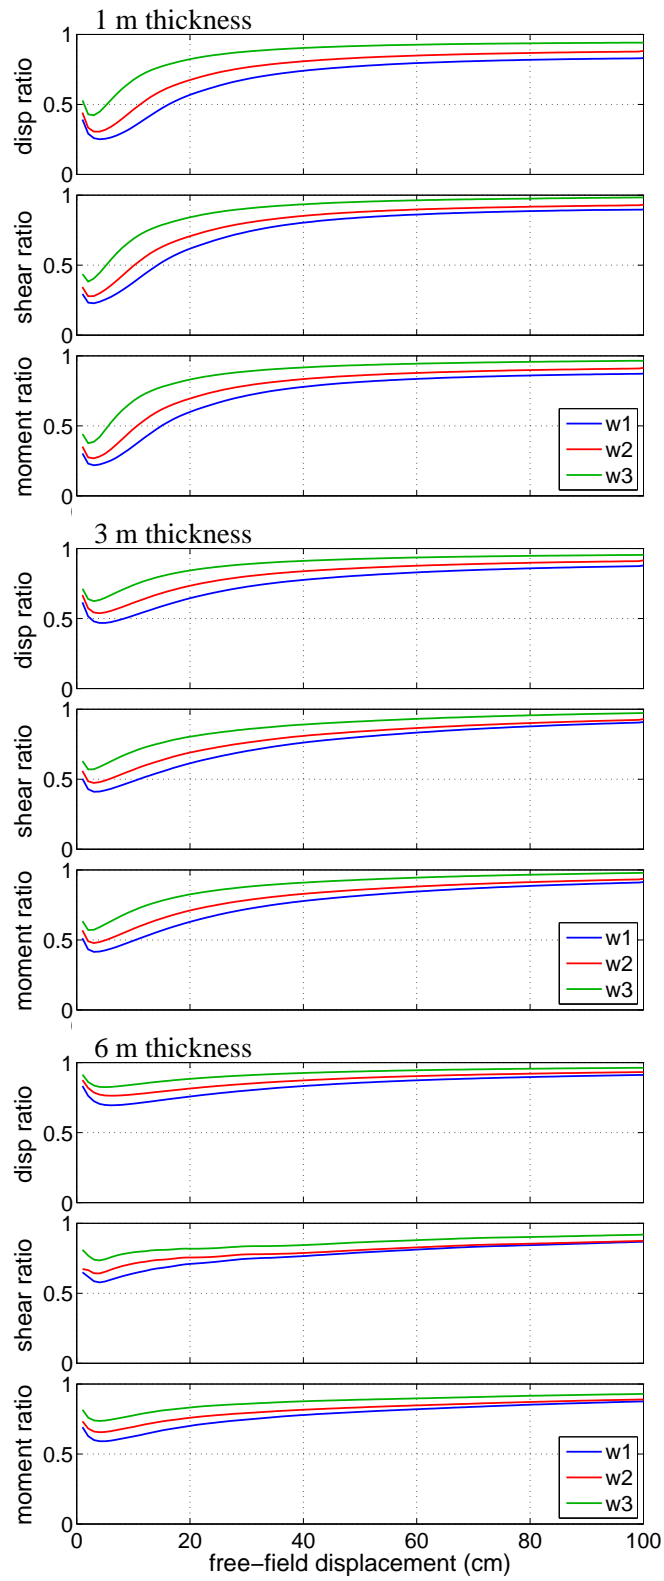 1 m thickness
1
0.5
0
disp ratio
1
0.5
0
shear ratio
1
0.5
0
moment ratio
w1
w2
w3
3 m thickness
1
0.5
0
disp ratio
1
0.5
0
shear ratio
1
0.5
0
moment ratio
w1
w2
w3
6 m thickness
1
0.5
0
disp ratio
1
0.5
0
shear ratio
1
0.5
0
moment ratio
w1
w2
w3
0 20 40 60 80 100
free-field displacement (cm)